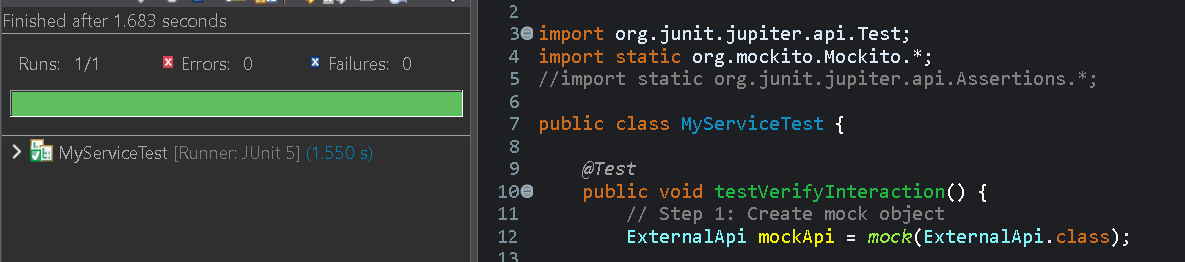 Finished after 1.683 seconds
Runs: 1/1 Errors: 0 Failures: 0
MyServiceTest [Runner: JUnit 5] (1.550 s)
2
3 import org.junit.jupiter.api.Test;
4 import static org.mockito.Mockito.*;
5 //import static org.junit.jupiter.api.Assertions.*;
6
7 public class MyServiceTest {
8
9 @Test
10 public void testVerifyInteraction() {
11 // Step 1: Create mock object
12 ExternalApi mockApi = mock(ExternalApi.class);
13